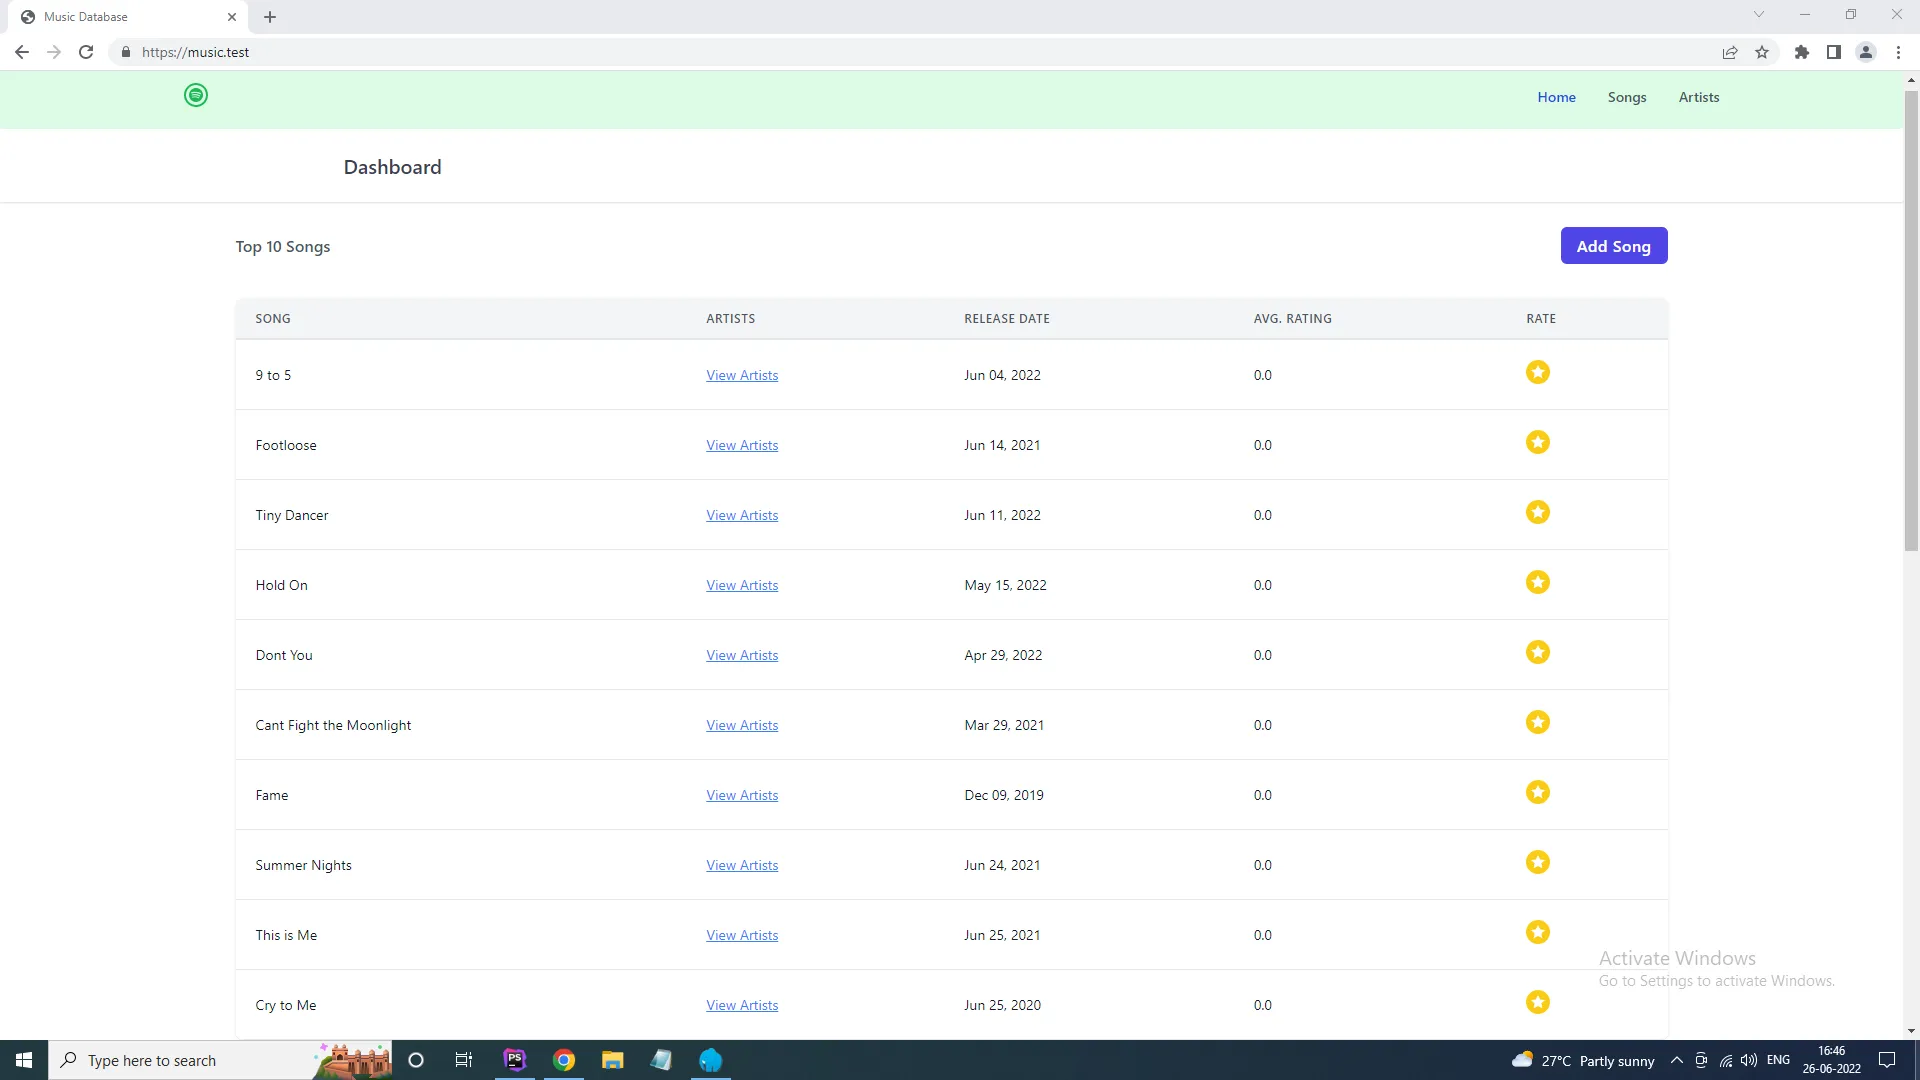 Music Database
https://music.test
Home Songs Artists
Dashboard
Top 10 Songs
Add Song
SONG ARTISTS RELEASE DATE AVG. RATING RATE
9 to 5 View Artists Jun 04, 2022 0.0
Footloose View Artists Jun 14, 2021 0.0
Tiny Dancer View Artists Jun 11, 2022 0.0
Hold On View Artists May 15, 2022 0.0
Dont You View Artists Apr 29, 2022 0.0
Cant Fight the Moonlight View Artists Mar 29, 2021 0.0
Fame View Artists Dec 09, 2019 0.0
Summer Nights View Artists Jun 24, 2021 0.0
This is Me View Artists Jun 25, 2021 0.0
Activate Windows
Go to Settings to activate Windows.
Cry to Me View Artists Jun 25, 2020 0.0
Type here to search
PS
27°C Partly sunny
ENG
16:46
26-06-2022